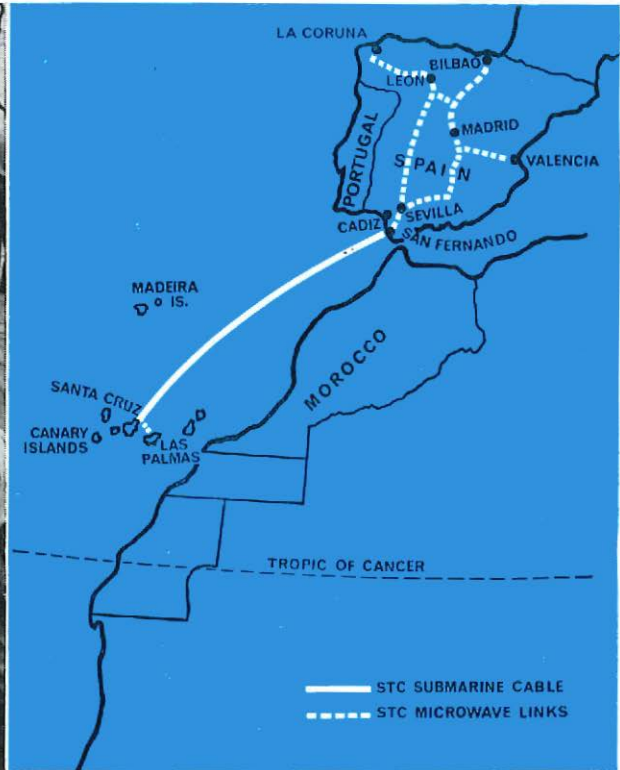 LA CORUNA
BILBAO
LEON
PORTUGAL
MADRID
SPAIN
VALENCIA
SEVILLA
CADIZ
SAN FERNANDO
MADEIRA
IS.
MOROCCO
SANTA CRUZ
CANARY
ISLANDS
LAS
PALMAS
TROPIC OF CANCER
STC SUBMARINE CABLE
STC MICROWAVE LINKS